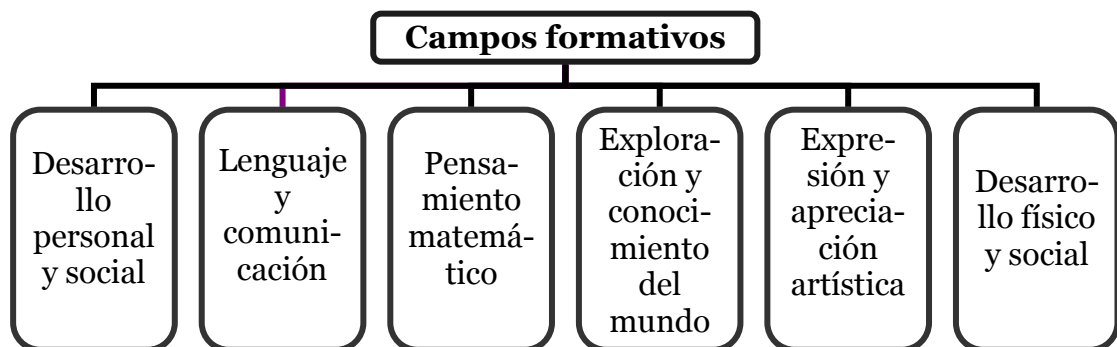 Campos formativos
Desarro-
llo
personal
y social
Lenguaje
y
comuni-
cación
Pensa-
miento
matemá-
tico
Explora-
ción y
conoci-
miento
del
mundo
Expre-
sión y
aprecia-
ción
artística
Desarro-
llo físico
y social